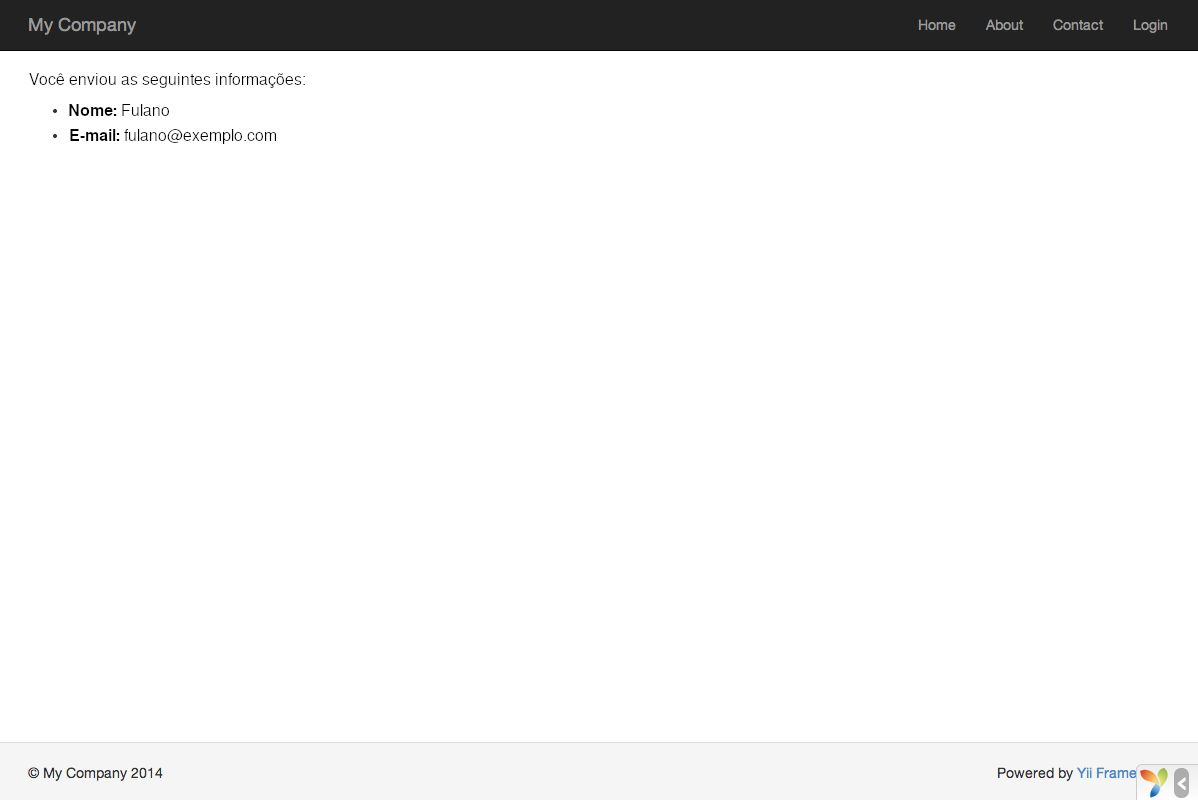 My Company
Home About Contact Login
Você enviou as seguintes informações:
Nome: Fulano
E-mail: fulano@exemplo.com
© My Company 2014
Powered by Yii Frame